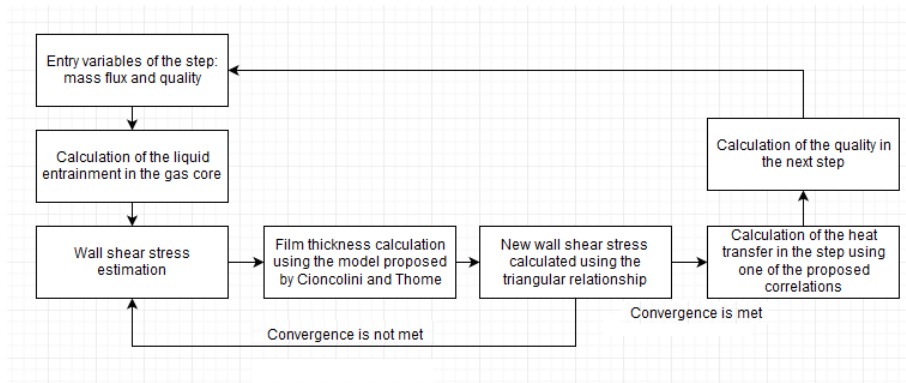 Entry variables of the step:
mass flux and quality
Calculation of the liquid
entrainment in the gas core
Wall shear stress
estimation
Film thickness calculation
using the model proposed
by Cioncolini and Thome
New wall shear stress
calculated using the
triangular relationship
Calculation of the heat
transfer in the step using
one of the proposed
correlations
Calculation of the quality in
the next step
Convergence is met
Convergence is not met